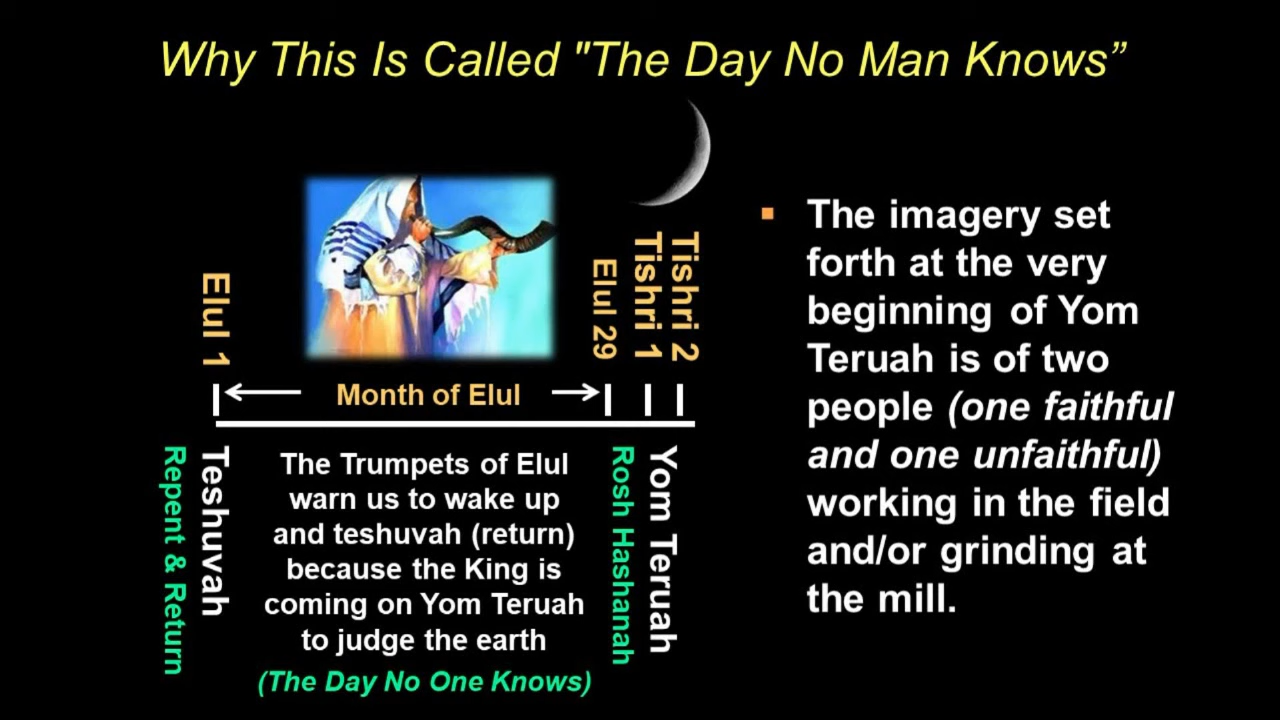 Why This Is Called "The Day No Man Knows”
Elul 1
Elul 29
Tishri 1
Tishri 2
Month of Elul
Repent & Return
Teshuvah
The Trumpets of Elul
warn us to wake up
and teshuvah (return)
because the King is
coming on Yom Teruah
to judge the earth
(The Day No One Knows)
Rosh Hashanah
Yom Teruah
▪ The imagery set
forth at the very
beginning of Yom
Teruah is of two
people (one faithful
and one unfaithful)
working in the field
and/or grinding at
the mill.